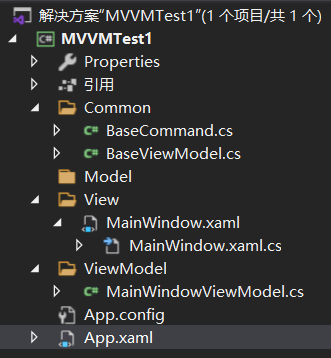 解决方案“MVVMTest1”(1 个项目/共 1 个)
C# MVVMTest1
Properties
引用
Common
C# BaseCommand.cs
C# BaseViewModel.cs
Model
View
MainWindow.xaml
MainWindow.xaml.cs
ViewModel
C# MainWindowViewModel.cs
App.config
App.xaml